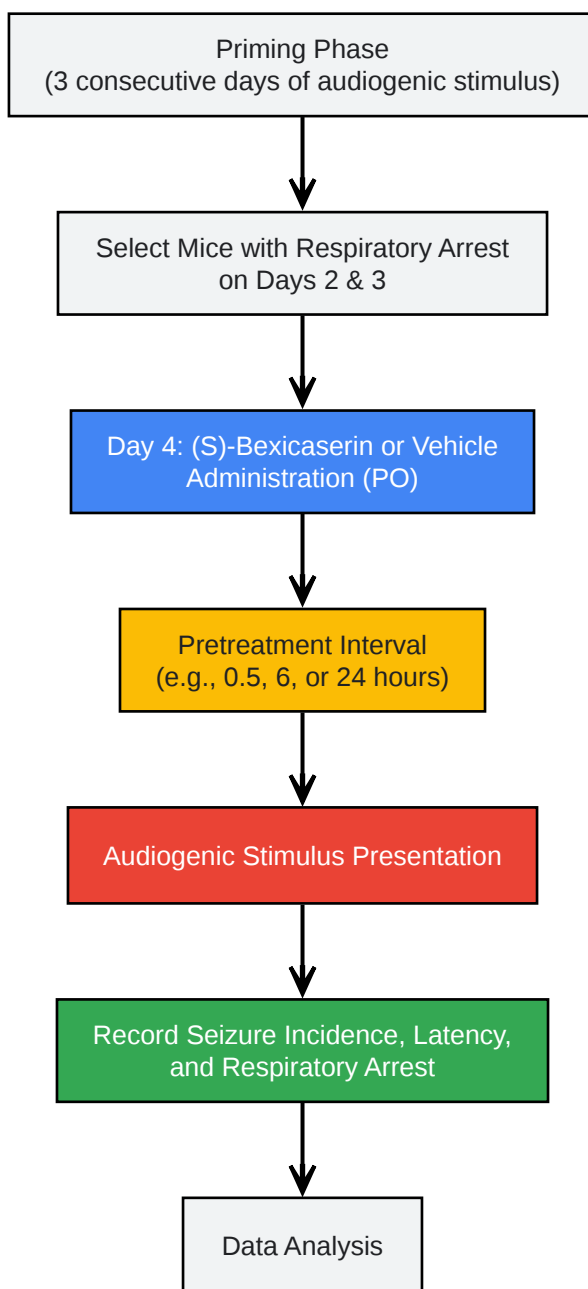 Priming Phase
(3 consecutive days of audiogenic stimulus)
Select Mice with Respiratory Arrest
on Days 2 & 3
Day 4: (S)-Bexicaserin or Vehicle
Administration (PO)
Pretreatment Interval
(e.g., 0.5, 6, or 24 hours)
Audiogenic Stimulus Presentation
Record Seizure Incidence, Latency,
and Respiratory Arrest
Data Analysis